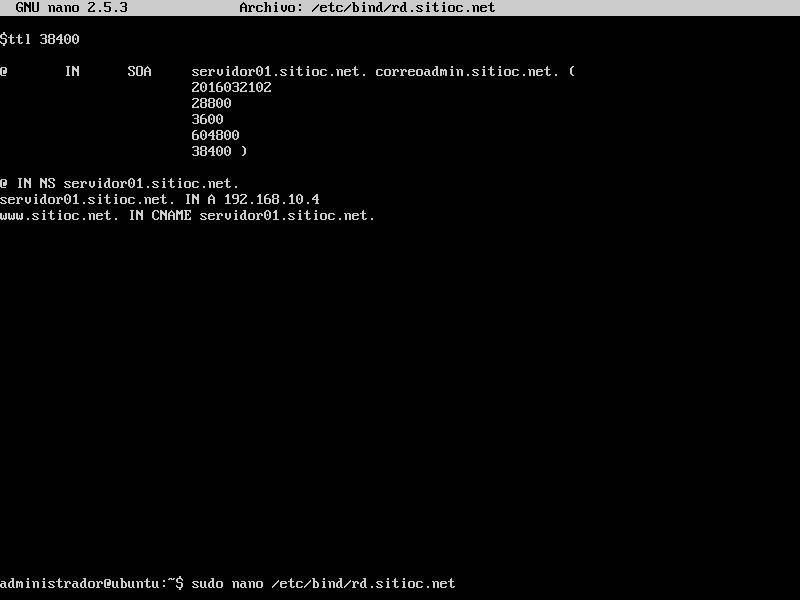 GNU nano 2.5.3 Archivo: /etc/bind/rd.sitioc.net
$ttl 38400
@ IN SOA servidor01.sitioc.net. correoadmin.sitioc.net. (
2016032102
28800
3600
604800
38400 )
@ IN NS servidor01.sitioc.net.
servidor01.sitioc.net. IN A 192.168.10.4
www.sitioc.net. IN CNAME servidor01.sitioc.net.
administrador@ubuntu:~$ sudo nano /etc/bind/rd.sitioc.net